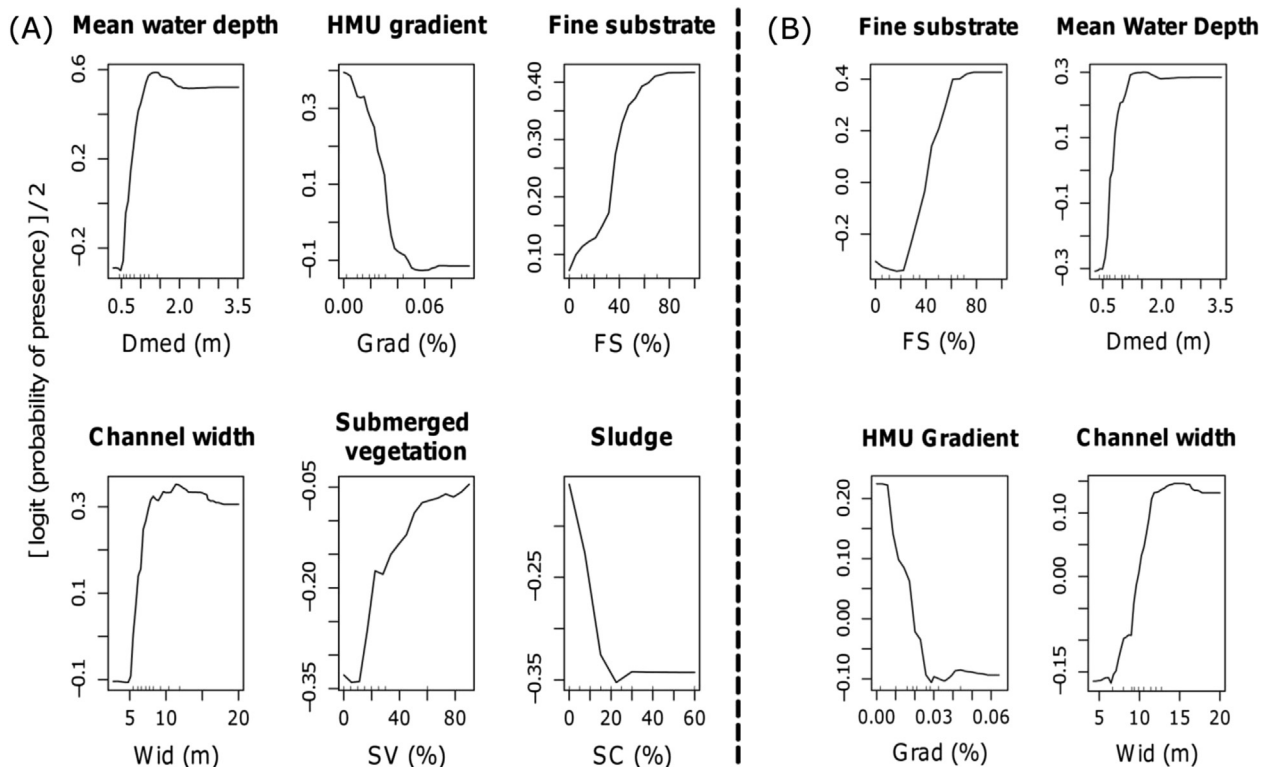 (A)
Mean water depth
HMU gradient
Fine substrate
(B)
Fine substrate
Mean Water Depth
[logit (probability of presence) ] / 2
0.6
0.2
−0.2
0.5 2.0 3.5
Dmed (m)
0.3
0.1
−0.1
0.00 0.06
Grad (%)
0.40
0.30
0.20
0.10
0 40 80
FS (%)
0.4
0.2
0.0
−0.2
0 40 80
FS (%)
0.3
0.1
−0.1
−0.3
0.5 2.0 3.5
Dmed (m)
Channel width
Submerged
vegetation
Sludge
HMU Gradient
Channel width
0.3
0.1
−0.1
5 10 20
Wid (m)
−0.05
−0.20
−0.35
0 40 80
SV (%)
−0.25
−0.35
0 20 40 60
SC (%)
0.20
0.10
0.00
−0.10
0.00 0.03 0.06
Grad (%)
0.10
0.00
−0.15
5 10 15 20
Wid (m)